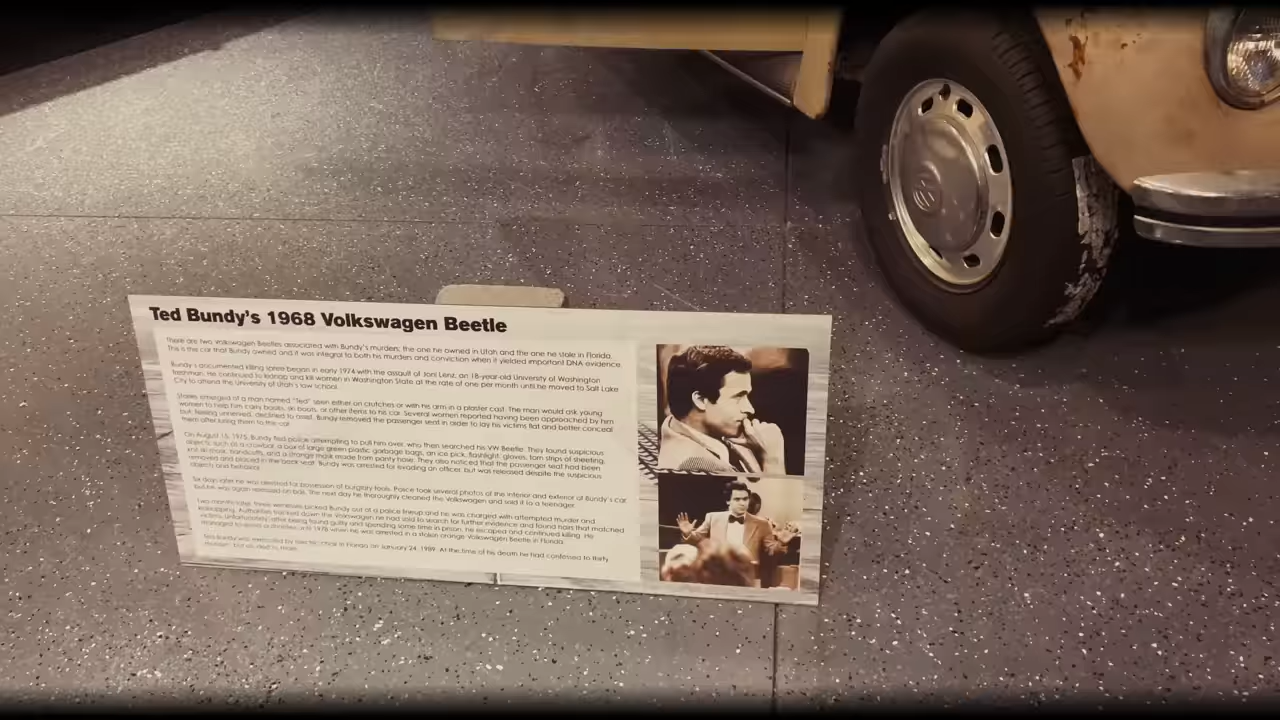 Ted Bundy's 1968 Volkswagen Beetle
There are two Volkswagen Beetles associated with Bundy's murders: the one he owned in Utah and the one he stole in Florida.
This is the car that Bundy owned and it was integral to both his murders and conviction when it yielded important DNA evidence.
Bundy's documented killing spree began in early 1974 with the assault of Joni Lenz, an 18-year-old University of Washington
freshman. He continued to kidnap and kill women in Washington State at the rate of one per month until he moved to Salt Lake
City to attend the University of Utah's law school.
Stories emerged of a man named "Ted" seen either on crutches or with his arm in a plaster cast. The man would ask young
women to help him carry books, ski boots, or other items to his car. Several women reported having been approached by him
but, feeling unnerved, declined to assist. Bundy removed the passenger seat in order to lay his victims flat and better conceal
them after luring them to the car.
On August 16, 1975, Bundy fled police attempting to pull him over, who then searched his VW Beetle. They found suspicious
objects, such as a crowbar, a box of large green plastic garbage bags, an ice pick, flashlight, gloves, torn strips of sheeting,
knit ski mask, handcuffs, and a strange mask made from panty hose. They also noticed that the passenger seat had been
removed and placed in the back seat. Bundy was arrested for evading an officer, but was released despite the suspicious
objects and behavior.
Six days later he was arrested for possession of burglary tools. Police took several photos of the interior and exterior of Bundy's car
but he was again released on bail. The next day he thoroughly cleaned the Volkswagen and sold it to a teenager.
Two months later, three witnesses picked Bundy out of a police lineup and he was charged with attempted murder and
kidnapping. Authorities tracked down the Volkswagen he had sold to search for further evidence and found hairs that matched
victims. Unfortunately, after being found guilty and spending some time in prison, he escaped and continued killing. He
managed to until 1978 when he was arrested in a stolen orange Volkswagen Beetle in Florida.
Ted Bundy was executed by electric chair in Florida on January 24, 1989. At the time of his death he had confessed to thirty
murders